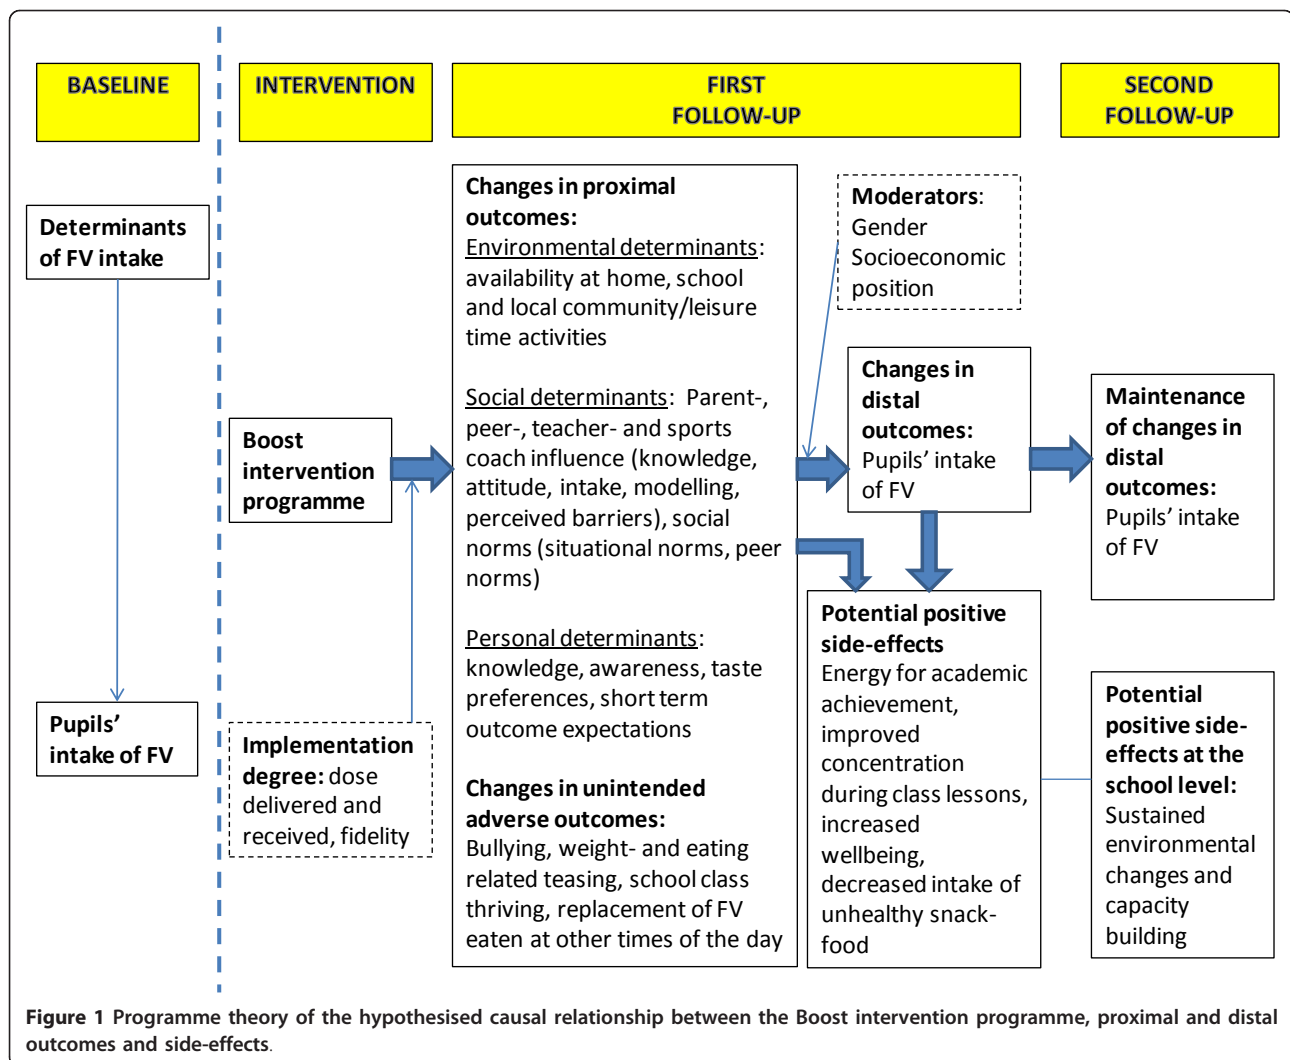 BASELINE
INTERVENTION
FIRST
FOLLOW-UP
SECOND
FOLLOW-UP
Determinants
of FV intake
Pupils’
intake of FV
Boost
intervention
programme
Implementation
degree: dose
delivered and
received, fidelity
Changes in proximal
outcomes:
Environmental determinants:
availability at home, school
and local community/leisure
time activities
Social determinants: Parent-,
peer-, teacher- and sports
coach influence (knowledge,
attitude, intake, modelling,
perceived barriers), social
norms (situational norms, peer
norms)
Personal determinants:
knowledge, awareness, taste
preferences, short term
outcome expectations
Changes in unintended
adverse outcomes:
Bullying, weight- and eating
related teasing, school class
thriving, replacement of FV
eaten at other times of the day
Moderators:
Gender
Socioeconomic
position
Changes in
distal
outcomes:
Pupils’ intake
of FV
Potential positive
side-effects
Energy for academic
achievement,
improved
concentration
during class lessons,
increased
wellbeing,
decreased intake of
unhealthy snack-
food
Maintenance
of changes in
distal
outcomes:
Pupils’ intake
of FV
Potential
positive side-
effects at the
school level:
Sustained
environmental
changes and
capacity
building
Figure 1 Programme theory of the hypothesised causal relationship between the Boost intervention programme, proximal and distal
outcomes and side-effects.